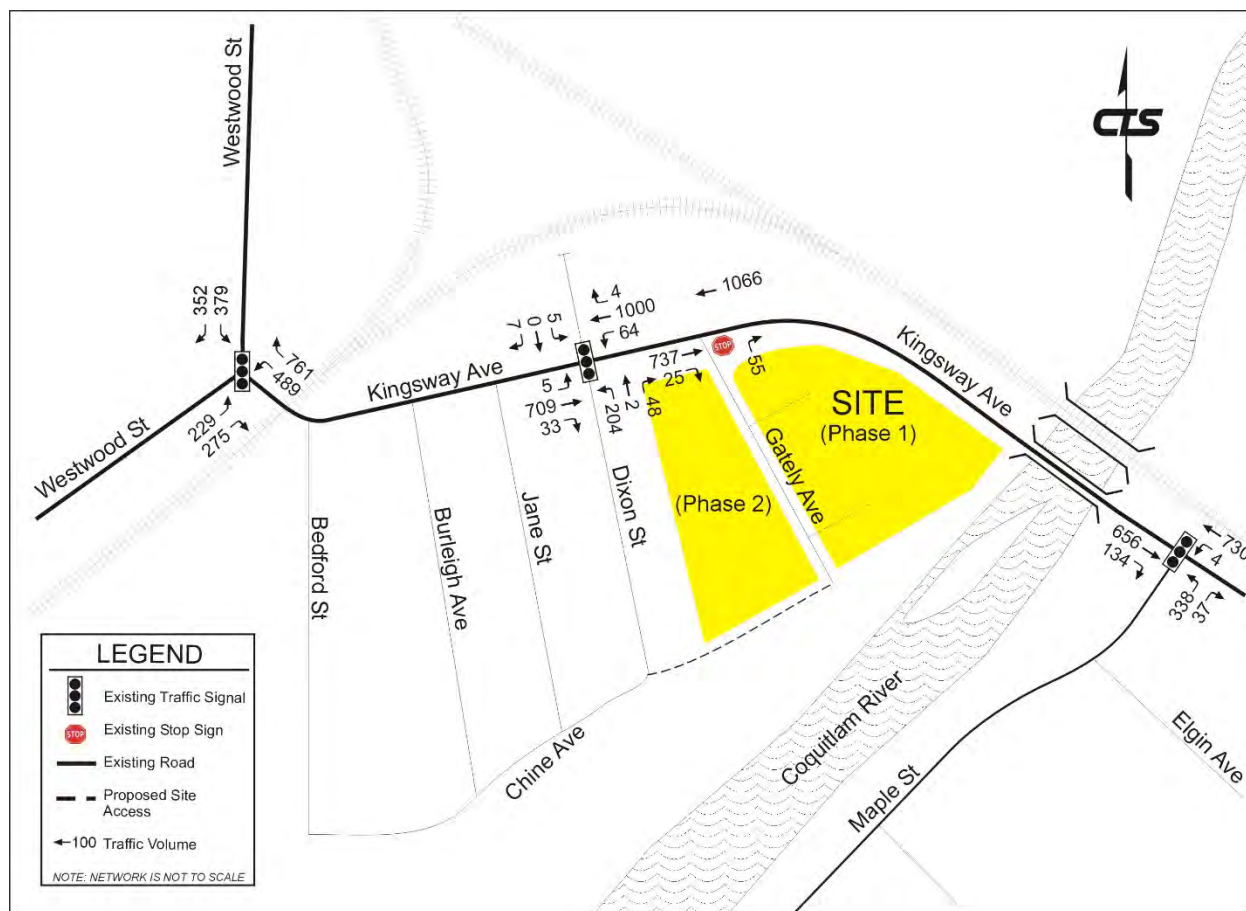 Westwood St
CTS
352
379
761
489
229
275
Westwood St
Kingsway Ave
7
0
5
4
1000
64
1066
5
709
33
204
2
48
737
25
STOP
55
Kingsway Ave
SITE
(Phase 1)
(Phase 2)
Gately Ave
Dixon St
Jane St
Burleigh Ave
Bedford St
Chine Ave
656
134
730
4
338
37
Coquitlam River
Maple St
Elgin Ave
LEGEND
Existing Traffic Signal
STOP
Existing Stop Sign
Existing Road
Proposed Site
Access
100 Traffic Volume
NOTE: NETWORK IS NOT TO SCALE